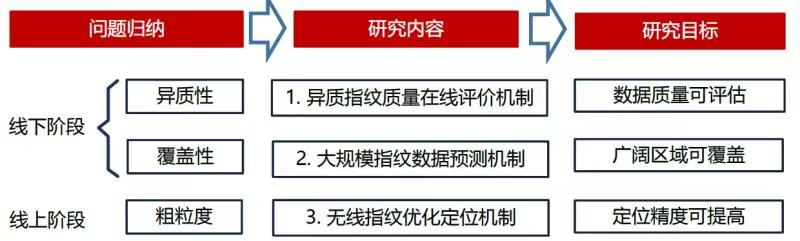 问题归纳 研究内容 研究目标
异质性 1. 异质指纹质量在线评价机制 数据质量可评估
线下阶段
覆盖性 2. 大规模指纹数据预测机制 广阔区域可覆盖
线上阶段 粗粒度 3. 无线指纹优化定位机制 定位精度可提高